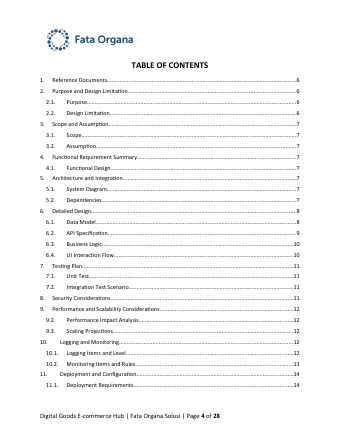 Fata Organa
TABLE OF CONTENTS
1. Reference Documents 6
2. Purpose and Design Limitation 6
2.1. Purpose 6
2.2. Design Limitation 6
3. Scope and Assumption 7
3.1. Scope 7
3.2. Assumption 7
4. Functional Requirement Summary 7
4.1. Functional Design 7
5. Architecture and Integration 7
5.1. System Diagram 7
5.2. Dependencies 7
6. Detailed Design 8
6.1. Data Model 8
6.2. API Specification 9
6.3. Business Logic 10
6.4. UI Interaction Flow 10
7. Testing Plan 11
7.1. Unit Test 11
7.2. Integration Test Scenario 11
8. Security Considerations 11
9. Performance and Scalability Considerations 12
9.2. Performance Impact Analysis 12
9.3. Scaling Projections 12
10. Logging and Monitoring 12
10.1. Logging Items and Level 12
10.2. Monitoring Items and Rules 13
11. Deployment and Configuration 14
11.1. Deployment Requirements 14
Digital Goods E-commerce Hub | Fata Organa Solusi | Page 4 of 28